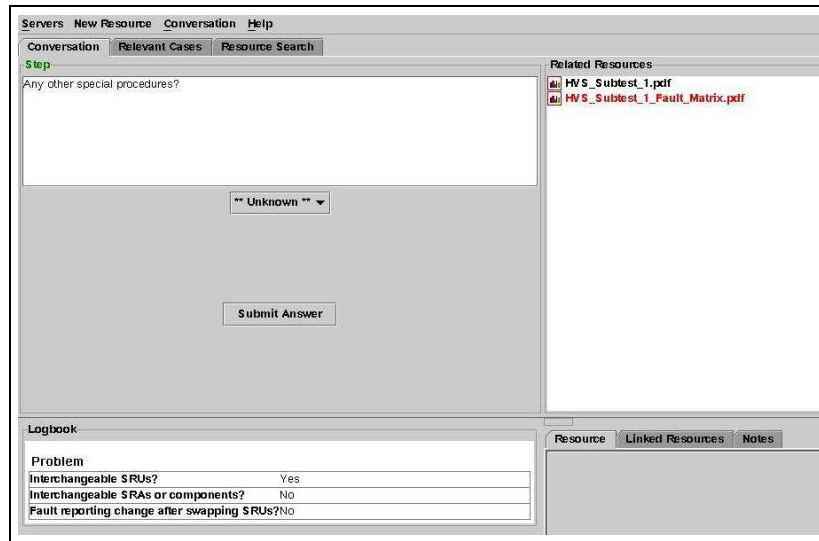 Servers New Resource Conversation Help
Conversation Relevant Cases Resource Search
Step
Any other special procedures?
** Unknown **
Submit Answer
Related Resources
HVS_Subtest_1.pdf
HVS_Subtest_1_Fault_Matrix.pdf
Logbook
Problem
Interchangeable SRUs? Yes
Interchangeable SRAs or components? No
Fault reporting change after swapping SRUs? No
Resource Linked Resources Notes